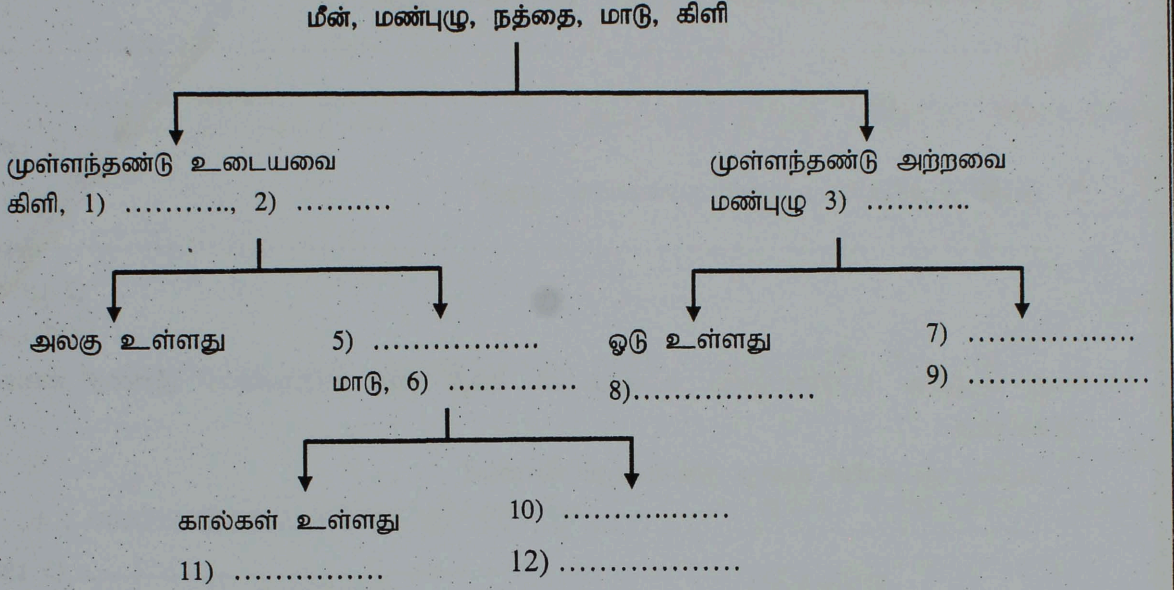 மீன், மண்புழு, நத்தை, மாடு, கிளி
முள்ளந்தண்டு உடையவை முள்ளந்தண்டு அற்றவை
கிளி, 1) ..........., 2) .......... மண்புழு 3) ...........
அலகு உள்ளது 5) ................. ஓடு உள்ளது 7) .................
மாடு, 6) ............. 8).................. 9) ..................
கால்கள் உள்ளது 10) .................
11) ............... 12) ..................